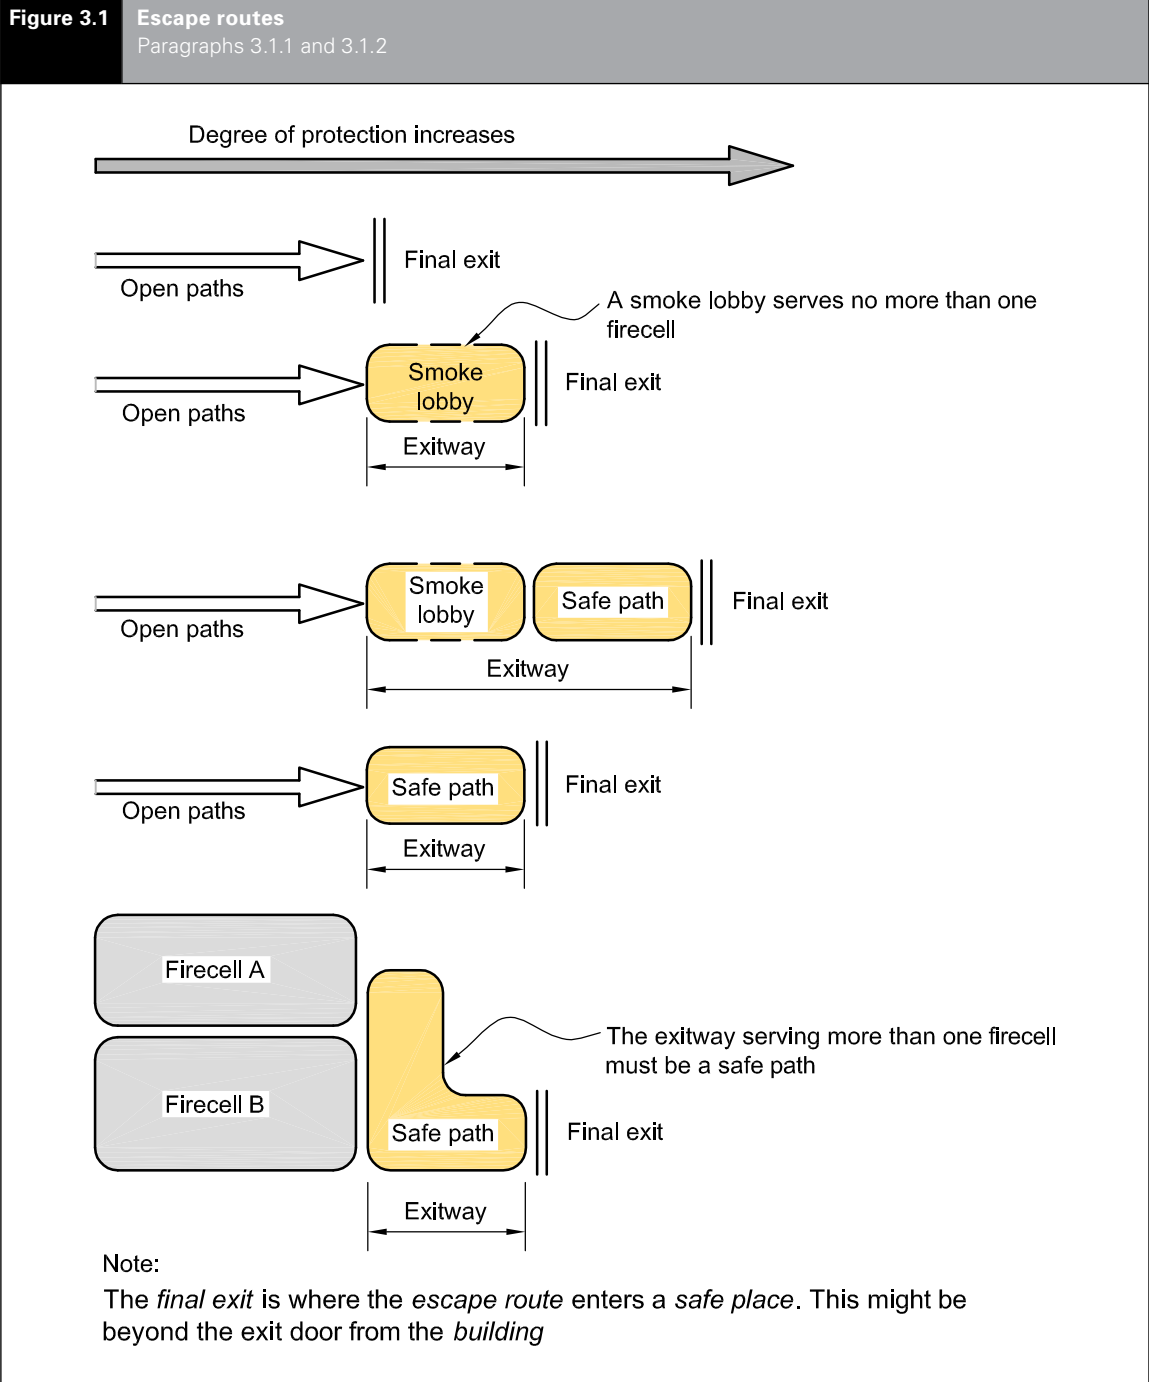 Figure 3.1
Escape routes
Paragraphs 3.1.1 and 3.1.2
Degree of protection increases
Open paths
Final exit
A smoke lobby serves no more than one
firecell
Open paths
Smoke
lobby
Final exit
Exitway
Open paths
Smoke
lobby
Safe path
Final exit
Exitway
Open paths
Safe path
Final exit
Exitway
Firecell A
Firecell B
The exitway serving more than one firecell
must be a safe path
Safe path
Final exit
Exitway
Note:
The final exit is where the escape route enters a safe place. This might be
beyond the exit door from the building